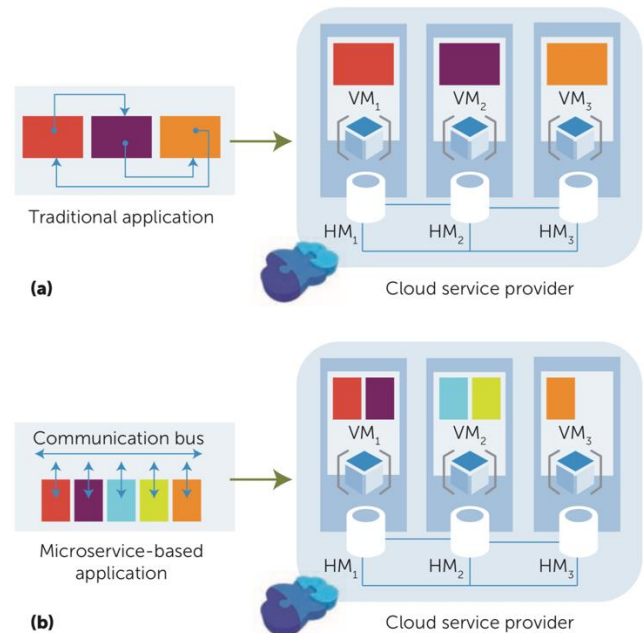 VM₁ VM₂ VM₃
Traditional application
HM₁ HM₂ HM₃
(a)
Cloud service provider
Communication bus
VM₁ VM₂ VM₃
Microservice-based
application
HM₁ HM₂ HM₃
(b)
Cloud service provider